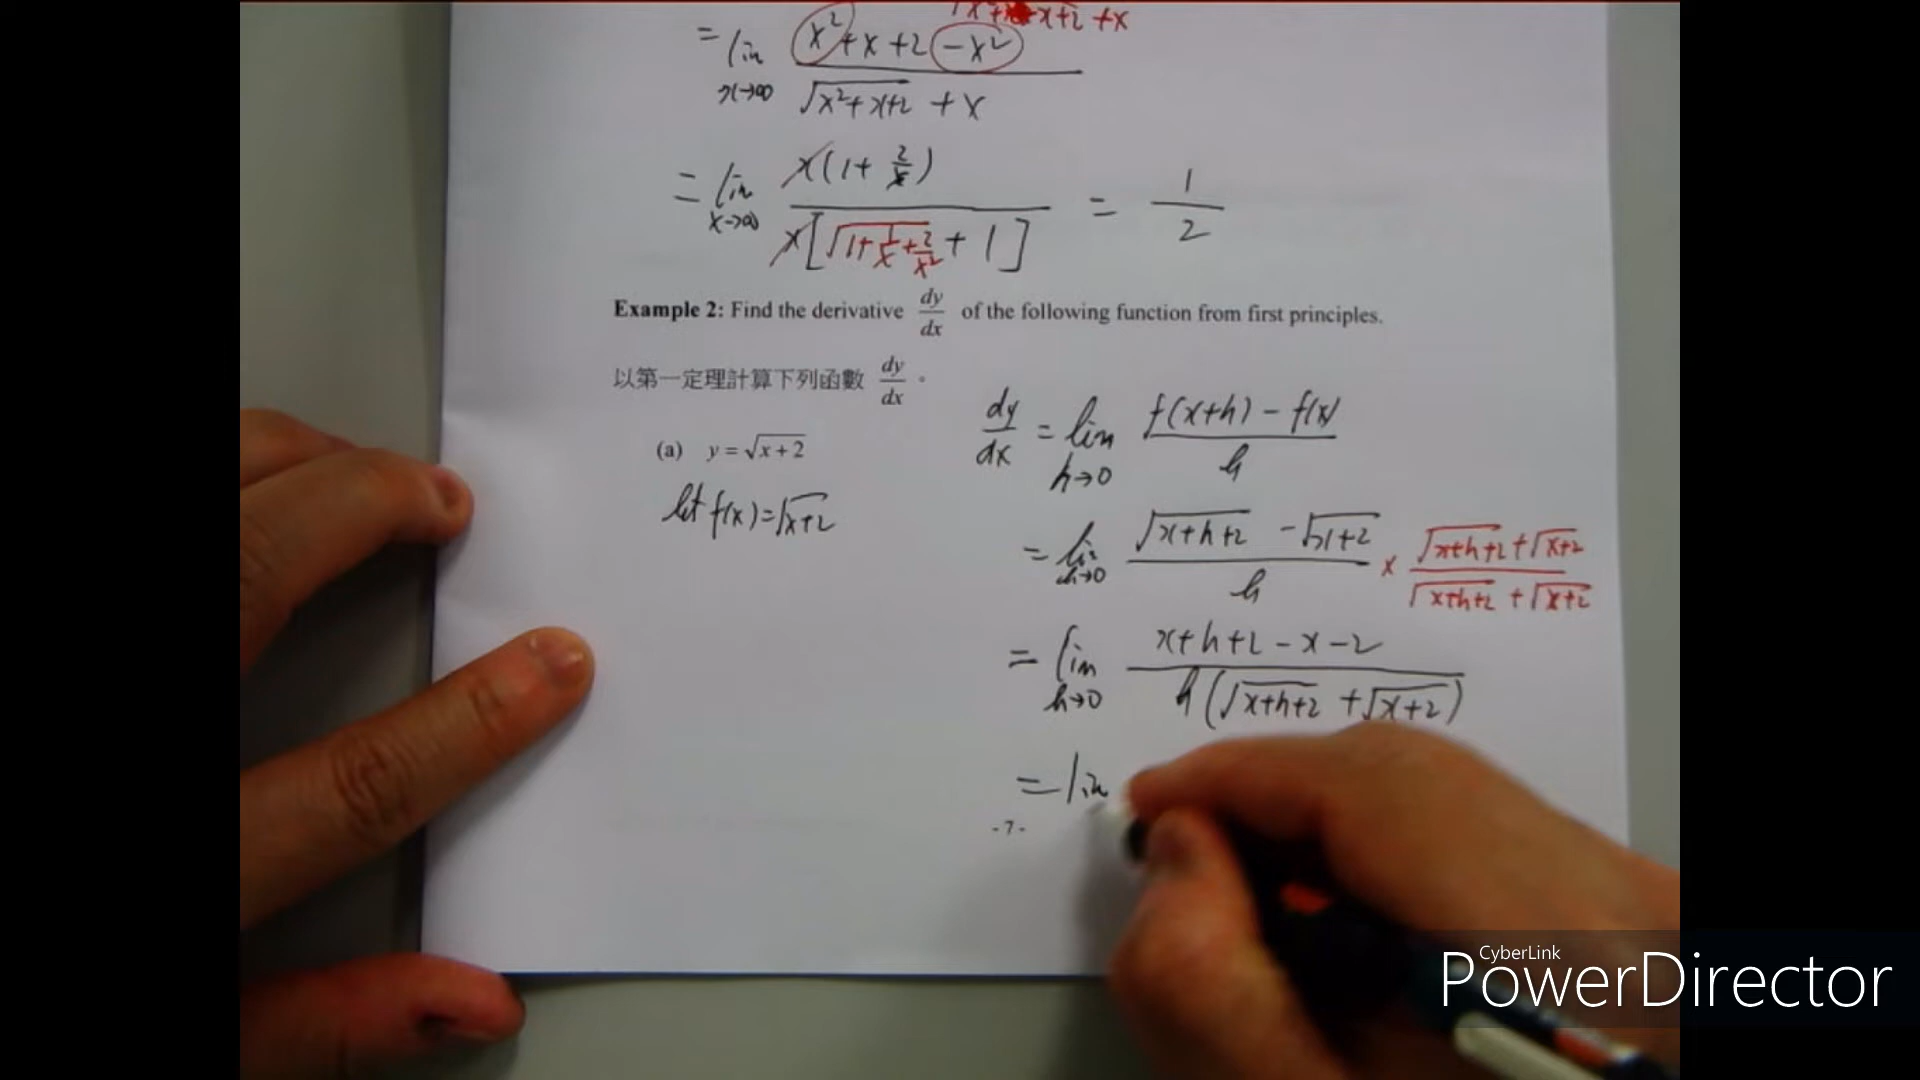 √x²+x+2 +x
= lim x²+x+2-x²
x→∞ √x²+x+2 + x
= lim x(1+ 2/x)
x→∞ x[√1+1/x+2/x² + 1] = 1/2
Example 2: Find the derivative dy/dx of the following function from first principles.
以第一定理計算下列函數 dy/dx 。
dy/dx = lim h→0 f(x+h) - f(x) / h
(a) y = √x+2
let f(x)=√x+2
= lim h→0 √x+h+2 - √x+2 / h × √x+h+2 + √x+2 / √x+h+2 + √x+2
= lim h→0 x+h+2-x-2 / h(√x+h+2 + √x+2)
= lim
- 7 -
CyberLink
PowerDirector